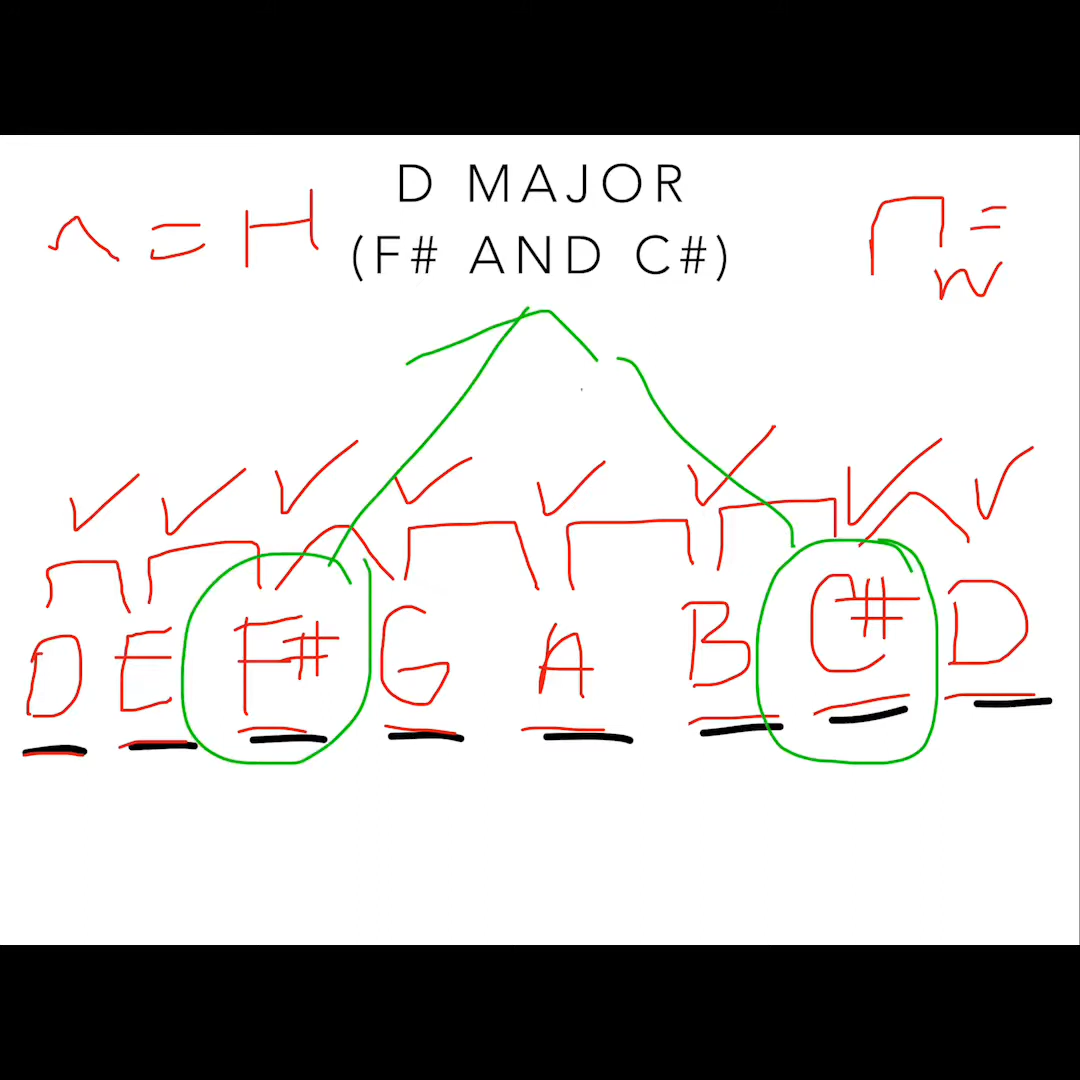 D MAJOR
(F# AND C#)
^ = H
⊓ = W
D E F# G A B C# D